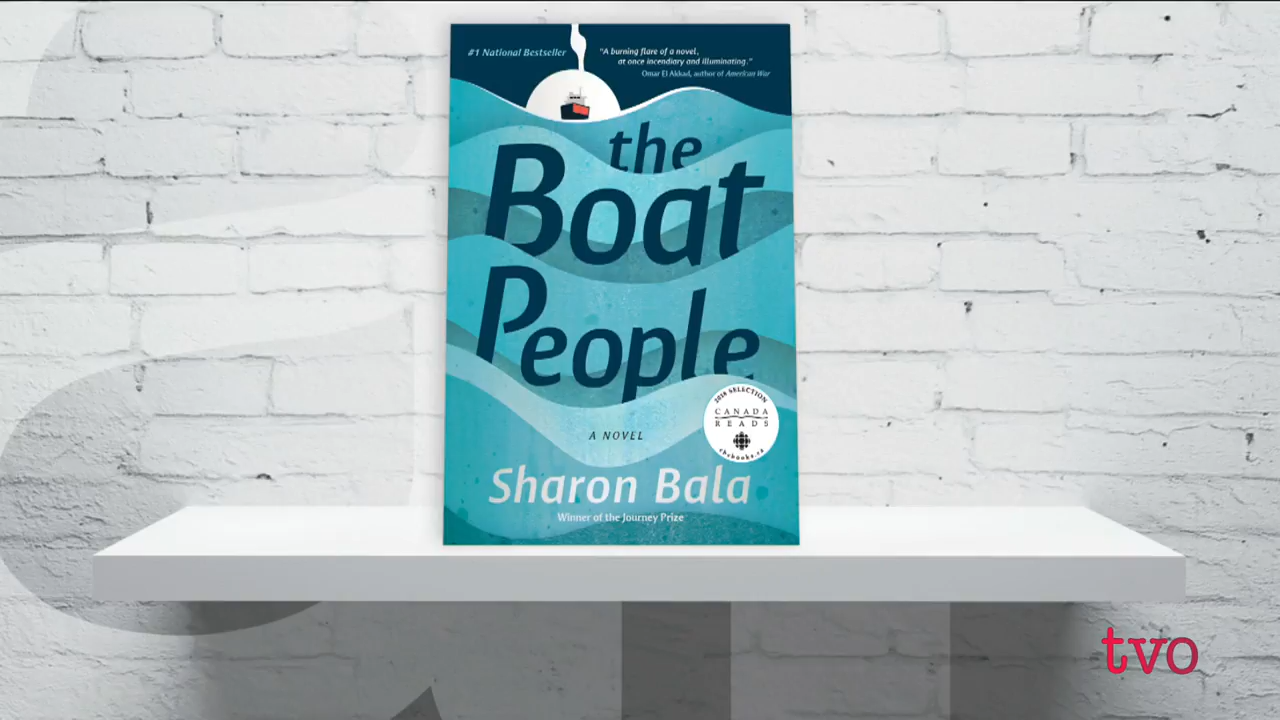 #1 National Bestseller
"A burning flare of a novel,
at once incendiary and illuminating."
Omar El Akkad, author of American War
the
Boat
People
A NOVEL
2018 SELECTION
CANADA
READS
cbcbooks.ca
Sharon Bala
Winner of the Journey Prize
tvo